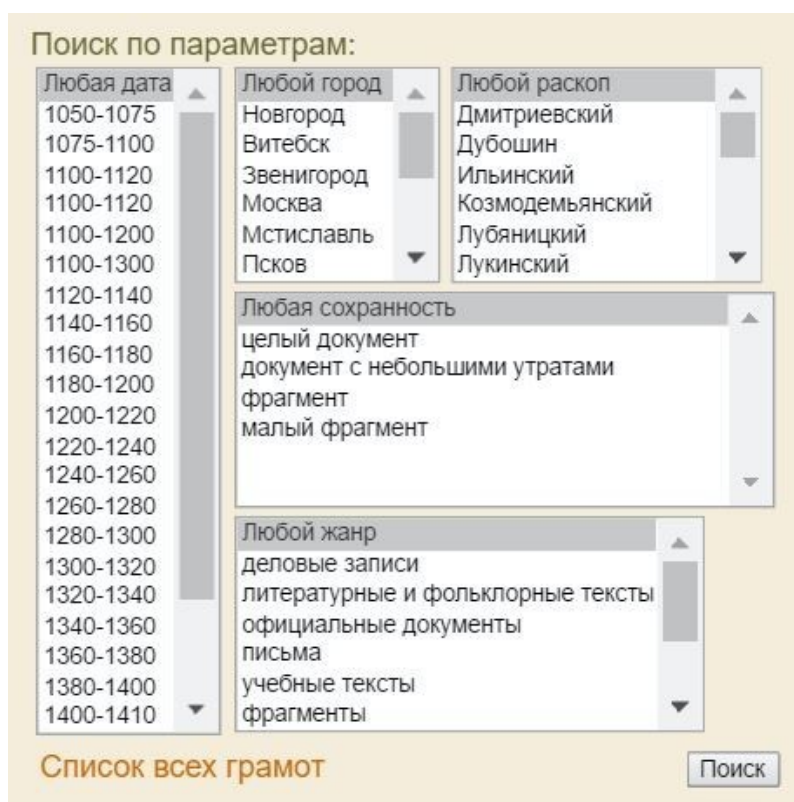 Поиск по параметрам:
Любая дата
1050-1075
1075-1100
1100-1120
1100-1120
1100-1200
1100-1300
1120-1140
1140-1160
1160-1180
1180-1200
1200-1220
1220-1240
1240-1260
1260-1280
1280-1300
1300-1320
1320-1340
1340-1360
1360-1380
1380-1400
1400-1410
Любой город
Новгород
Витебск
Звенигород
Москва
Мстиславль
Псков
Любой раскоп
Дмитриевский
Дубошин
Ильинский
Козмодемьянский
Лубяницкий
Лукинский
Любая сохранность
целый документ
документ с небольшими утратами
фрагмент
малый фрагмент
Любой жанр
деловые записи
литературные и фольклорные тексты
официальные документы
письма
учебные тексты
фрагменты
Список всех грамот
Поиск